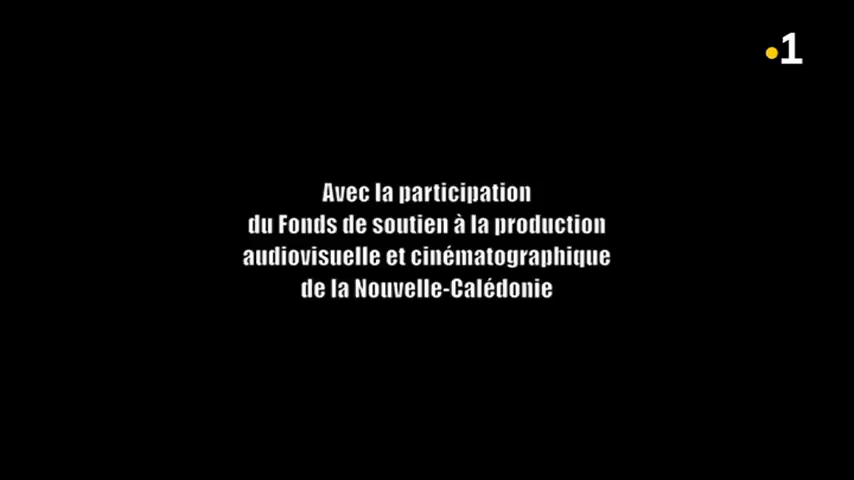 1
Avec la participation
du Fonds de soutien à la production
audiovisuelle et cinématographique
de la Nouvelle-Calédonie